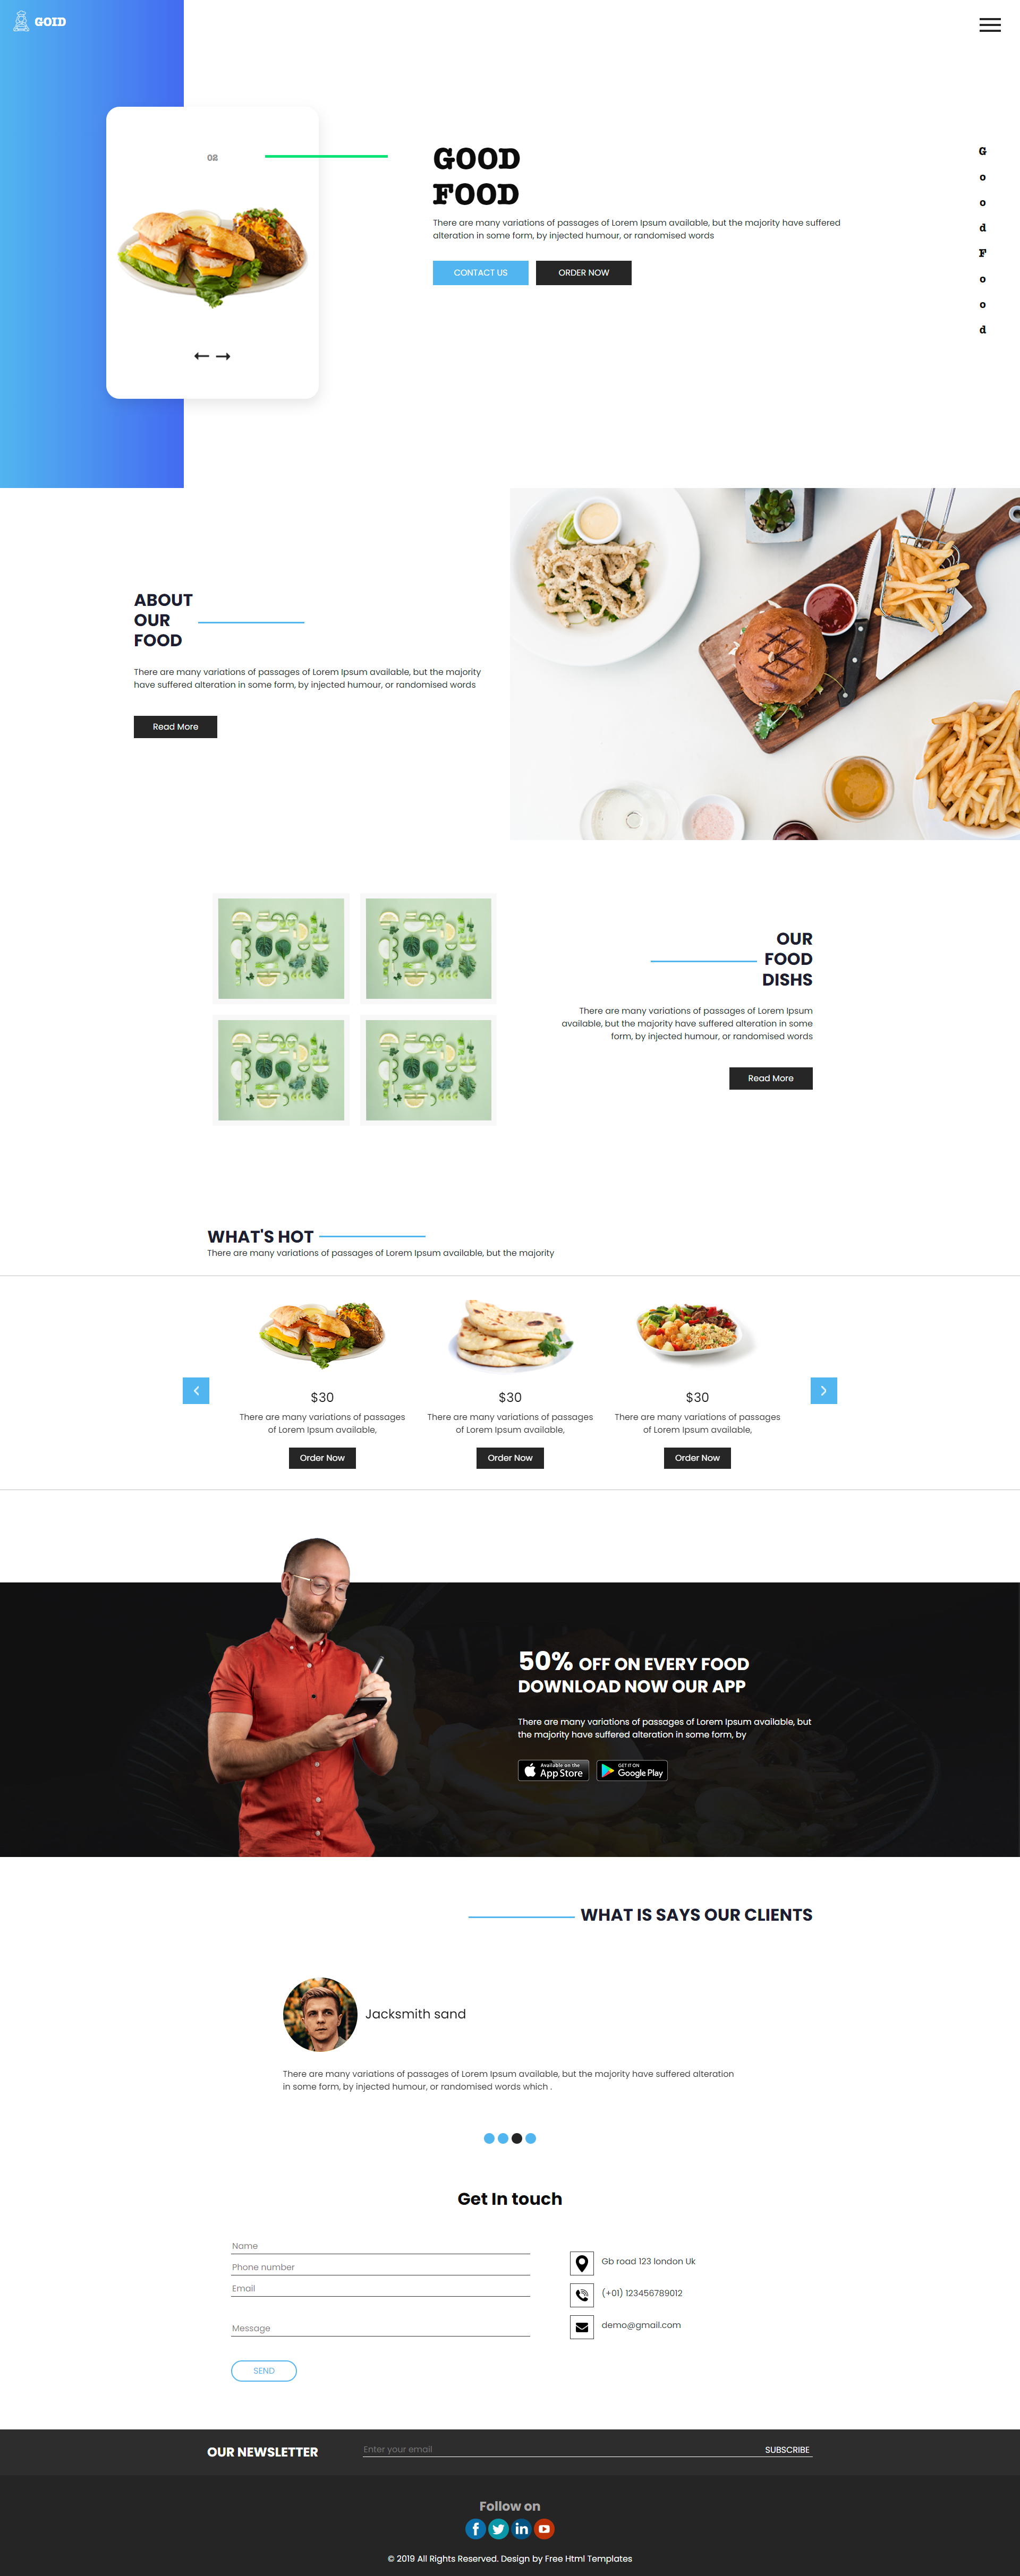 GOID
02
GOOD
FOOD
There are many variations of passages of Lorem Ipsum available, but the majority have suffered
alteration in some form, by injected humour, or randomised words
CONTACT US
ORDER NOW
G
o
o
d
F
o
o
d
ABOUT
OUR
FOOD
There are many variations of passages of Lorem Ipsum available, but the majority
have suffered alteration in some form, by injected humour, or randomised words
Read More
OUR
FOOD
DISHS
There are many variations of passages of Lorem Ipsum
available, but the majority have suffered alteration in some
form, by injected humour, or randomised words
Read More
WHAT'S HOT
There are many variations of passages of Lorem Ipsum available, but the majority
$30
There are many variations of passages
of Lorem Ipsum available,
Order Now
$30
There are many variations of passages
of Lorem Ipsum available,
Order Now
$30
There are many variations of passages
of Lorem Ipsum available,
Order Now
50% OFF ON EVERY FOOD
DOWNLOAD NOW OUR APP
There are many variations of passages of Lorem Ipsum available, but
the majority have suffered alteration in some form, by
Available on the
App Store
GET IT ON
Google Play
WHAT IS SAYS OUR CLIENTS
Jacksmith sand
There are many variations of passages of Lorem Ipsum available, but the majority have suffered alteration
in some form, by injected humour, or randomised words which .
Get In touch
Name
Phone number
Email
Message
SEND
Gb road 123 london Uk
(+01) 123456789012
demo@gmail.com
OUR NEWSLETTER
Enter your email
SUBSCRIBE
Follow on
© 2019 All Rights Reserved. Design by Free Html Templates